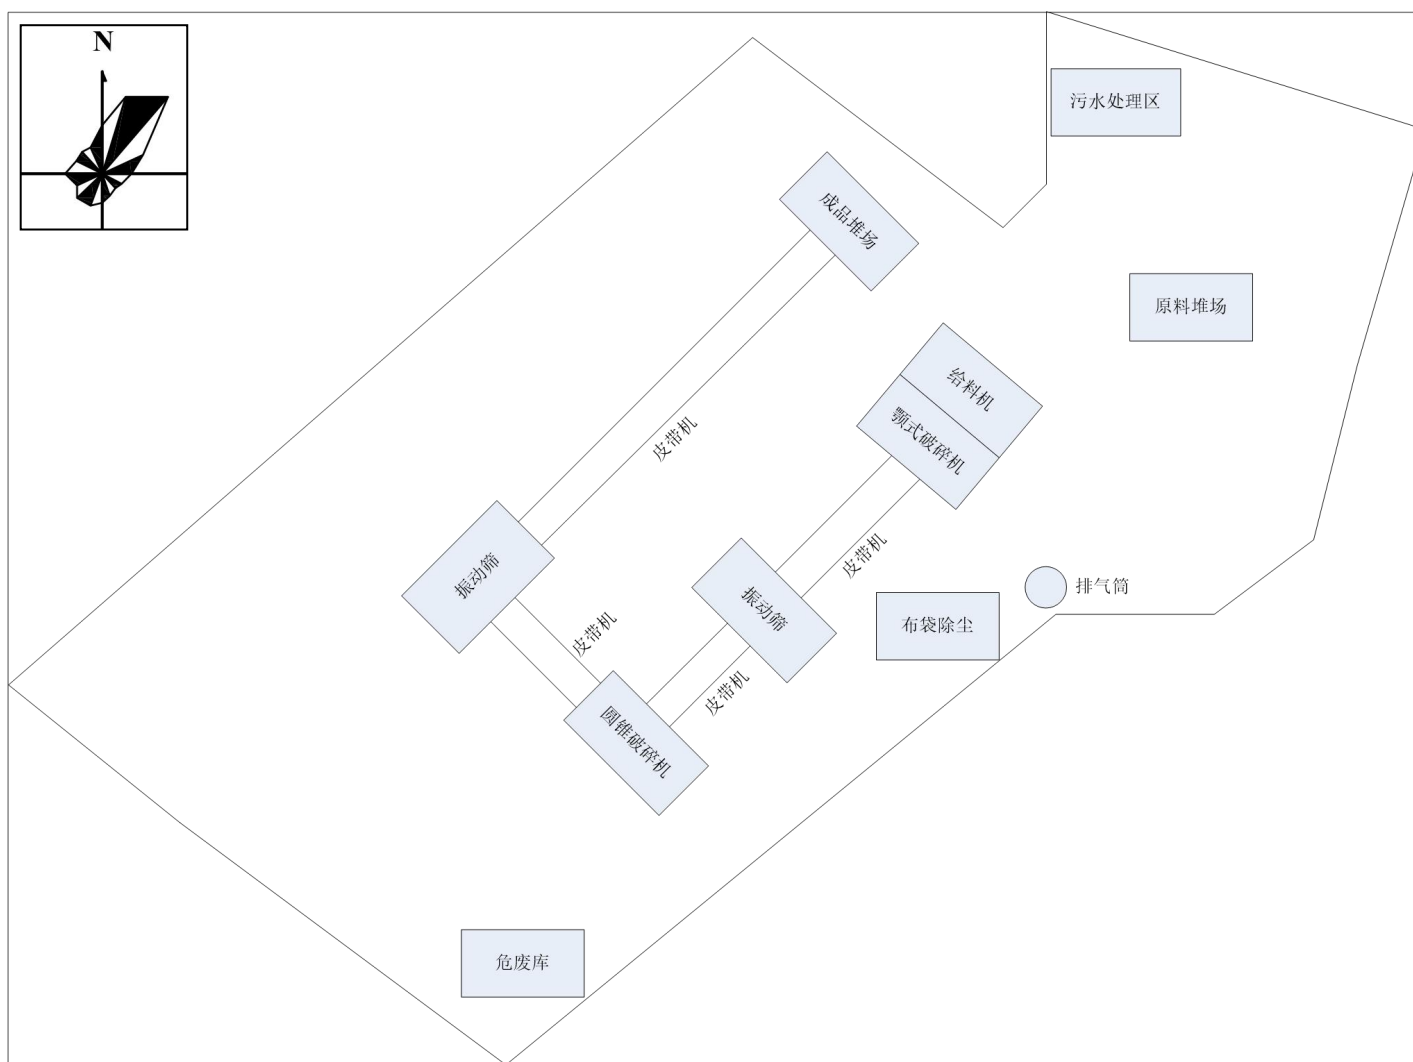 N
污水处理区
成品堆场
原料堆场
给料机
颚式破碎机
皮带机
振动筛
皮带机
振动筛
排气筒
布袋除尘
皮带机
皮带机
圆锥破碎机
危废库